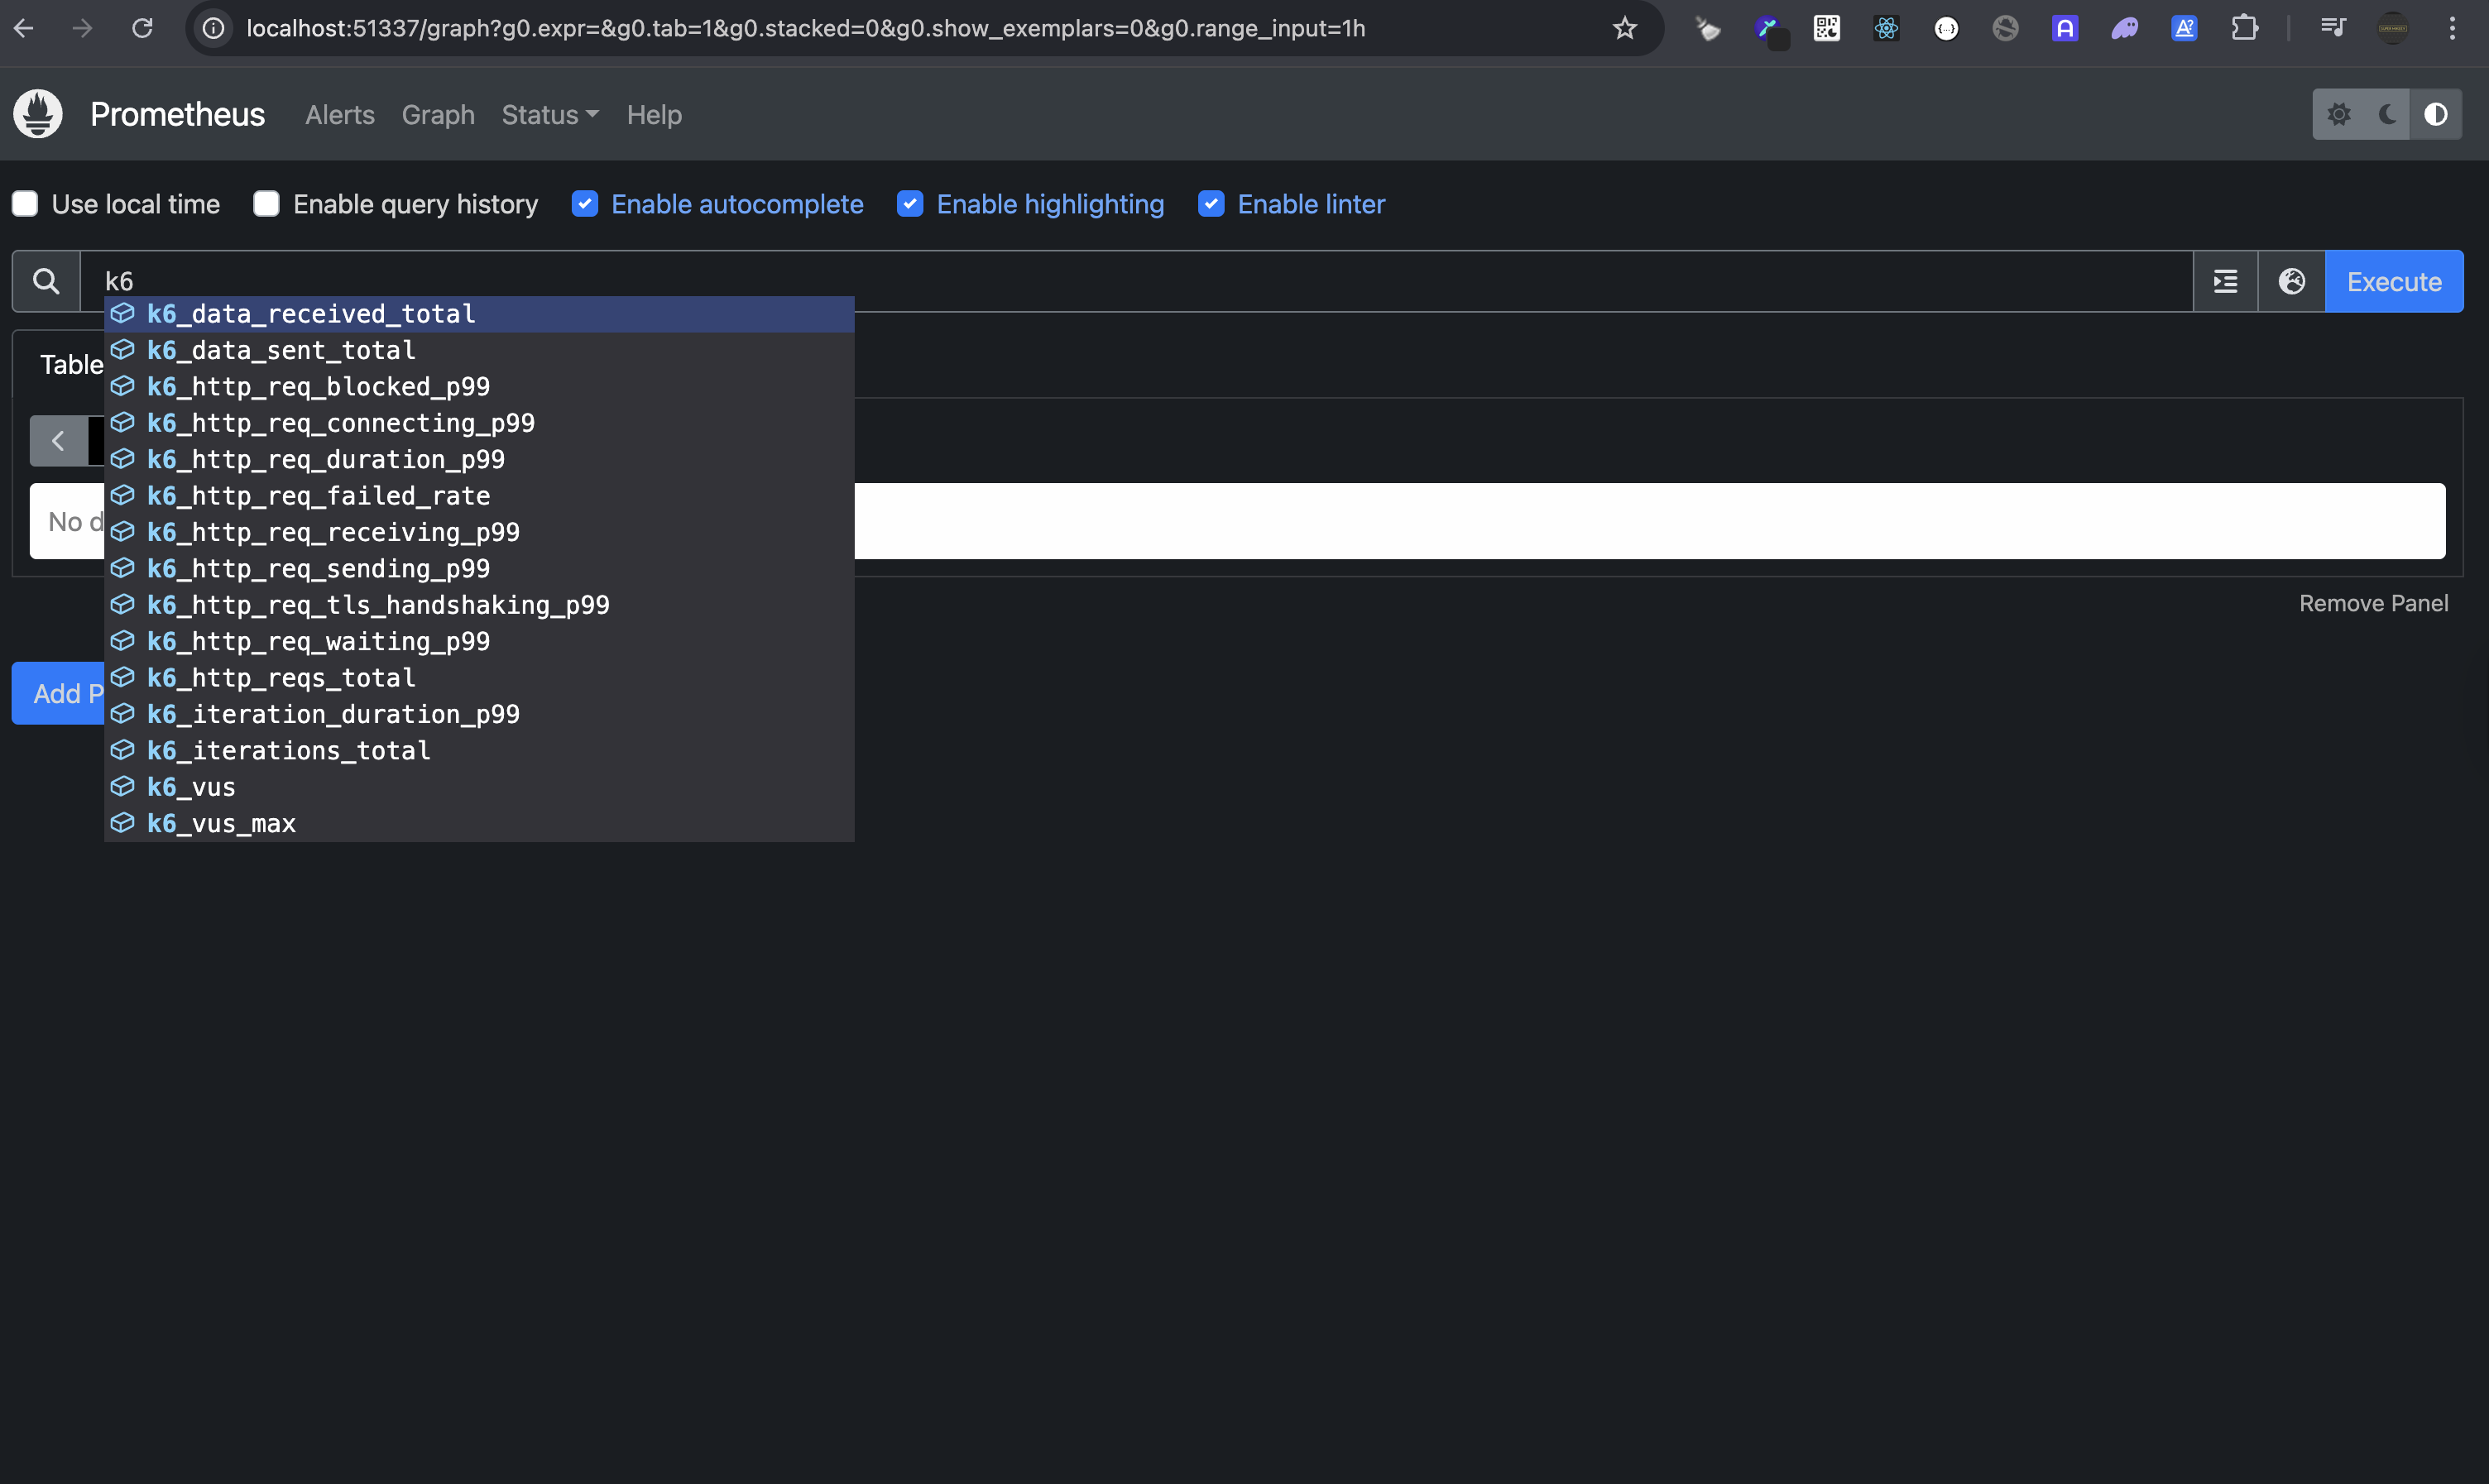 localhost:51337/graph?g0.expr=&g0.tab=1&g0.stacked=0&g0.show_exemplars=0&g0.range_input=1h
Prometheus Alerts Graph Status Help
Use local time Enable query history Enable autocomplete Enable highlighting Enable linter
k6 Execute
k6_data_received_total
k6_data_sent_total
Table
k6_http_req_blocked_p99
k6_http_req_connecting_p99
k6_http_req_duration_p99
k6_http_req_failed_rate
No d
k6_http_req_receiving_p99
k6_http_req_sending_p99
k6_http_req_tls_handshaking_p99
Remove Panel
k6_http_req_waiting_p99
k6_http_reqs_total
Add P
k6_iteration_duration_p99
k6_iterations_total
k6_vus
k6_vus_max